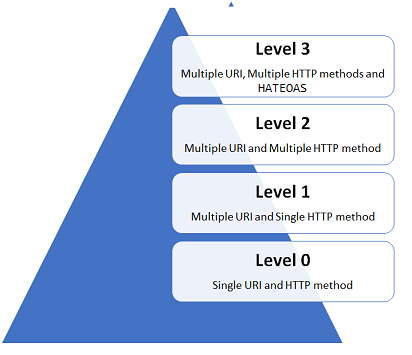 Level 3
Multiple URI, Multiple HTTP methods and
HATEOAS
Level 2
Multiple URI and Multiple HTTP method
Level 1
Multiple URI and Single HTTP method
Level 0
Single URI and HTTP method